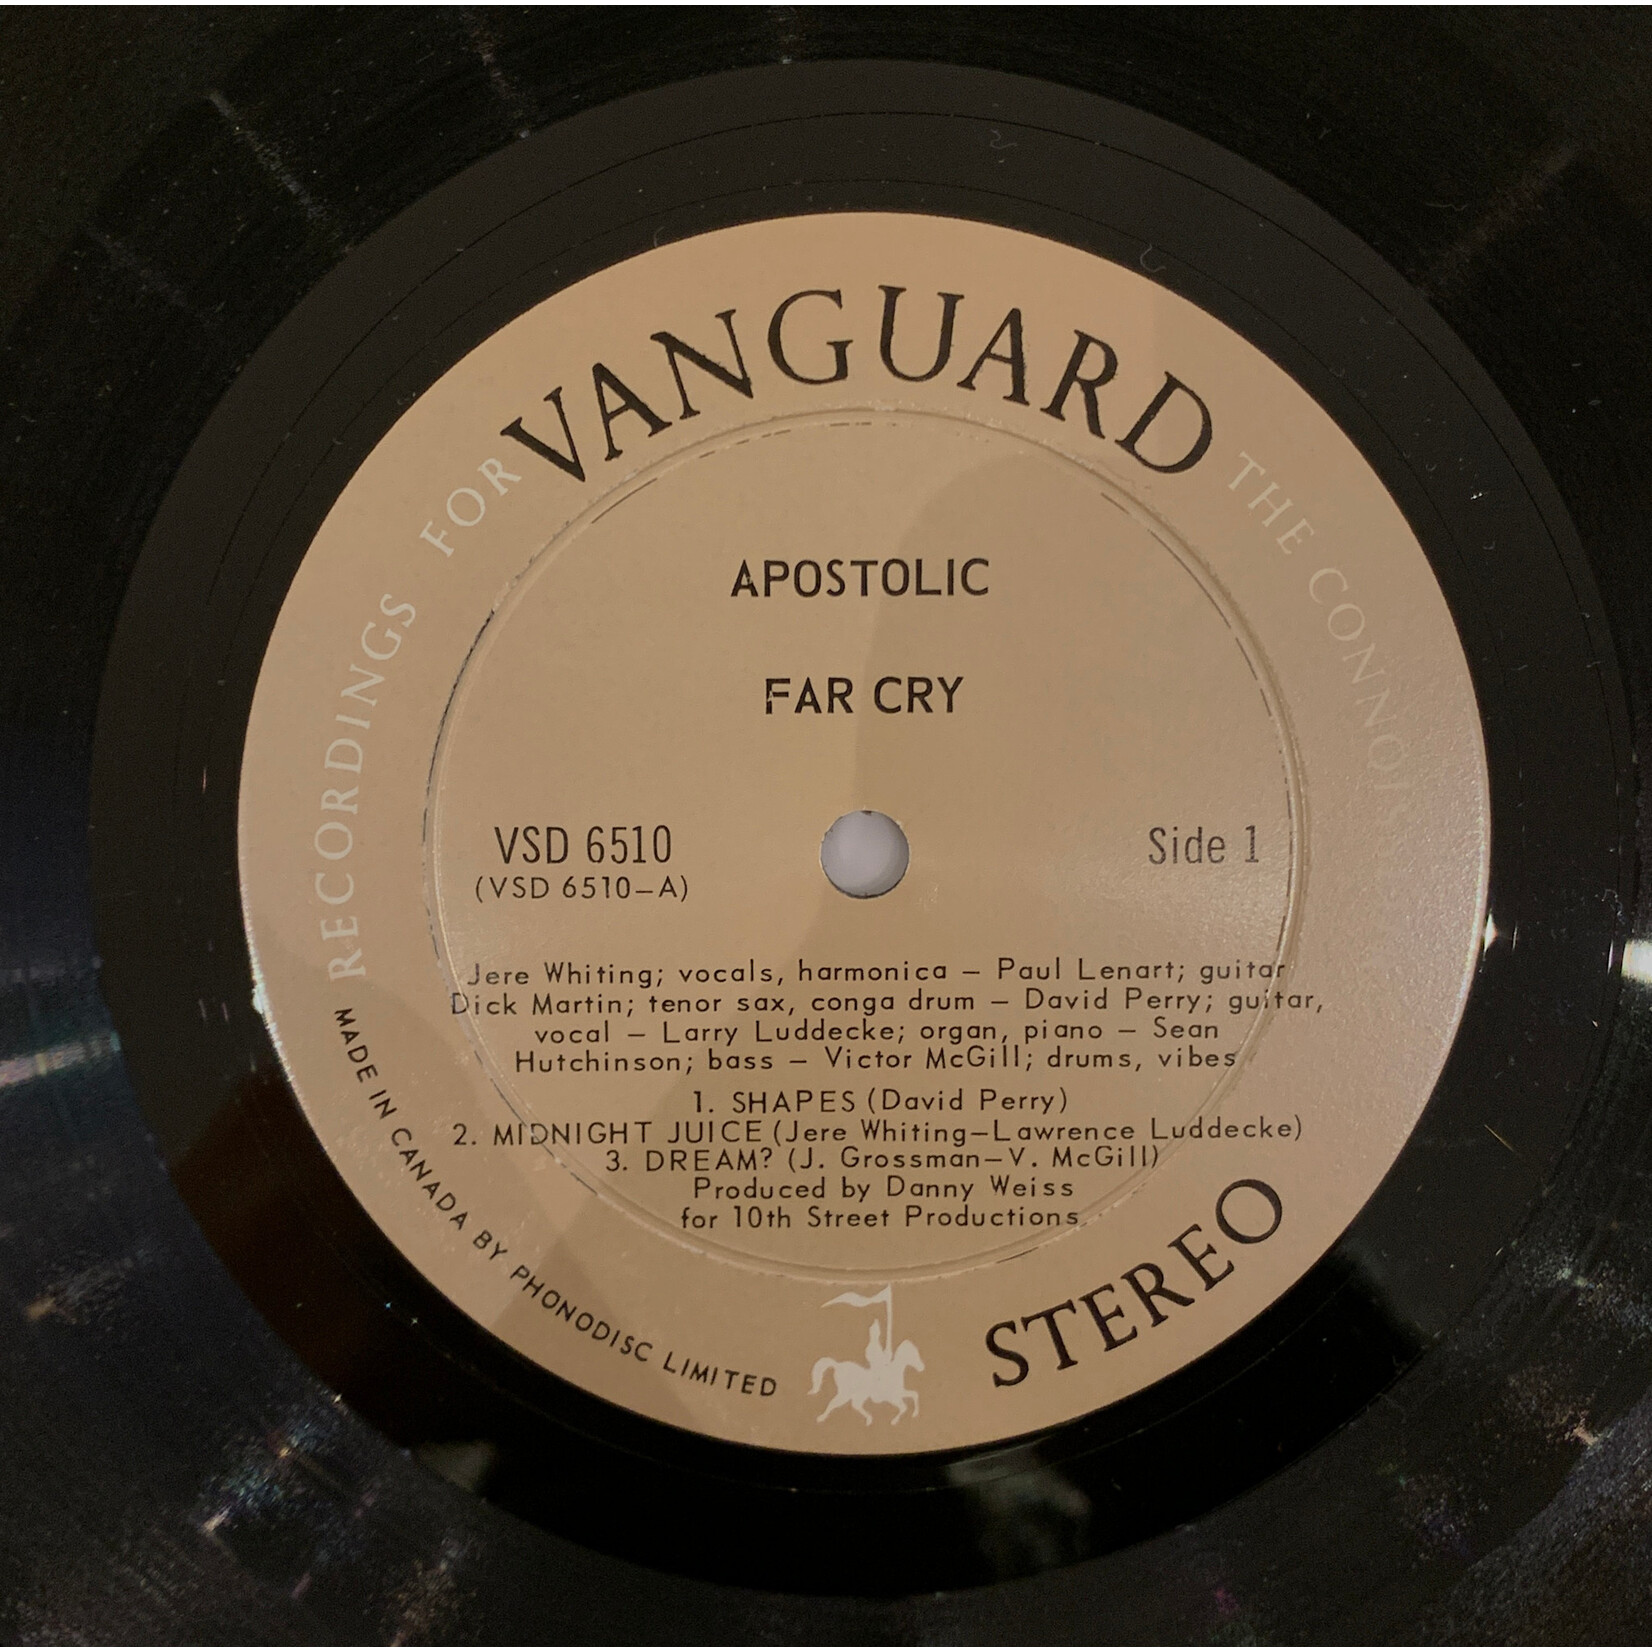 VANGUARD
RECORDINGS FOR THE CONNOIS
APOSTOLIC
FAR CRY
VSD 6510
(VSD 6510–A)
Side 1
Jere Whiting; vocals, harmonica – Paul Lenart; guitar
Dick Martin; tenor sax, conga drum – David Perry; guitar,
vocal – Larry Luddecke; organ, piano – Sean
Hutchinson; bass – Victor McGill; drums, vibes
1. SHAPES (David Perry)
2. MIDNIGHT JUICE (Jere Whiting–Lawrence Luddecke)
3. DREAM? (J. Grossman–V. McGill)
Produced by Danny Weiss
for 10th Street Productions
STEREO
MADE IN CANADA BY PHONODISC LIMITED